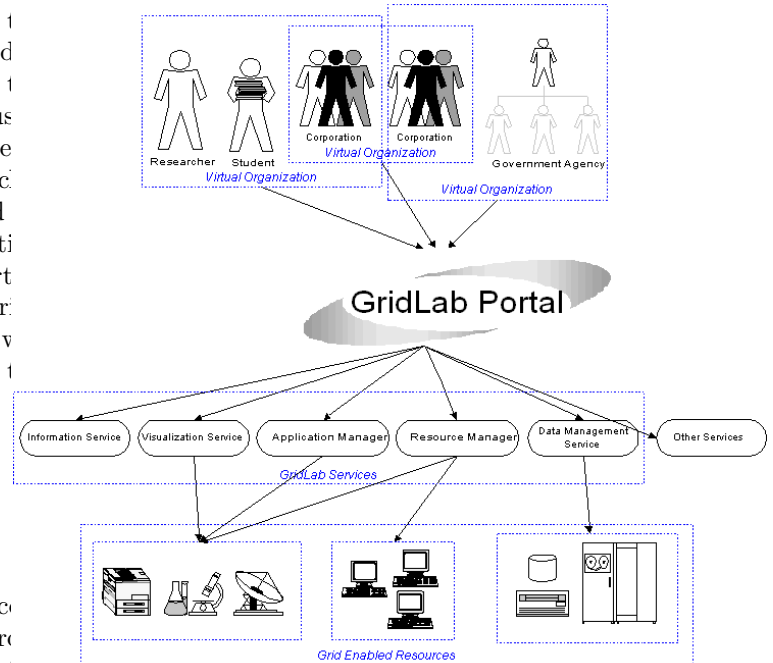 Corporation
Corporation
Virtual Organization
Researcher
Student
Government Agency
Virtual Organization
Virtual Organization
GridLab Portal
Information Service
Visualization Service
Application Manager
Resource Manager
Data Management
Service
Other Services
GridLab Services
Grid Enabled Resources